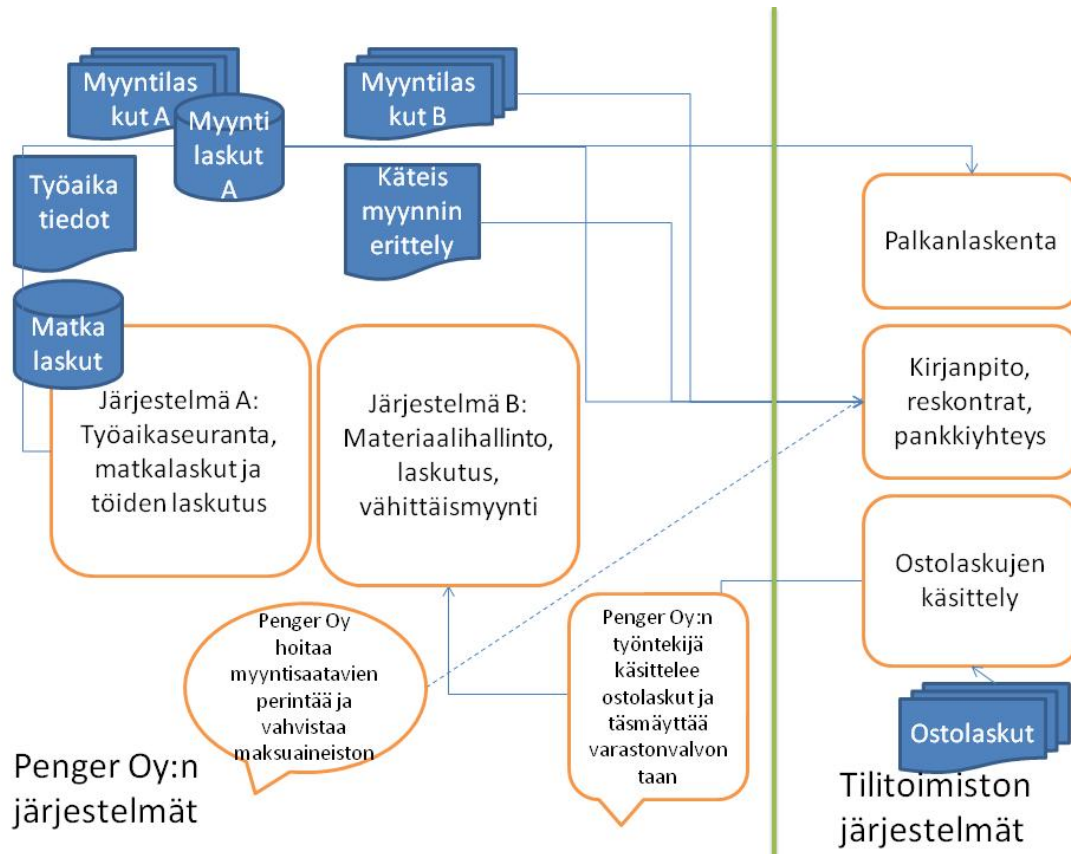 Myyntilas
kut A
Myynti
laskut
A
Myyntilas
kut B
Työaika
tiedot
Käteis
myynnin
erittely
Matka
laskut
Järjestelmä A:
Työaikaseuranta,
matkalaskut ja
töiden laskutus
Järjestelmä B:
Materiaalihallinto,
laskutus,
vähittäismyynti
Palkanlaskenta
Kirjanpito,
reskontrat,
pankkiyhteys
Ostolaskujen
käsittely
Penger Oy
hoitaa
myyntisaatavien
perintää ja
vahvistaa
maksuaineiston
Penger Oy:n
työntekijä
käsittelee
ostolaskut ja
täsmäyttää
varastonvalvon
taan
Ostolaskut
Penger Oy:n
järjestelmät
Tilitoimiston
järjestelmät